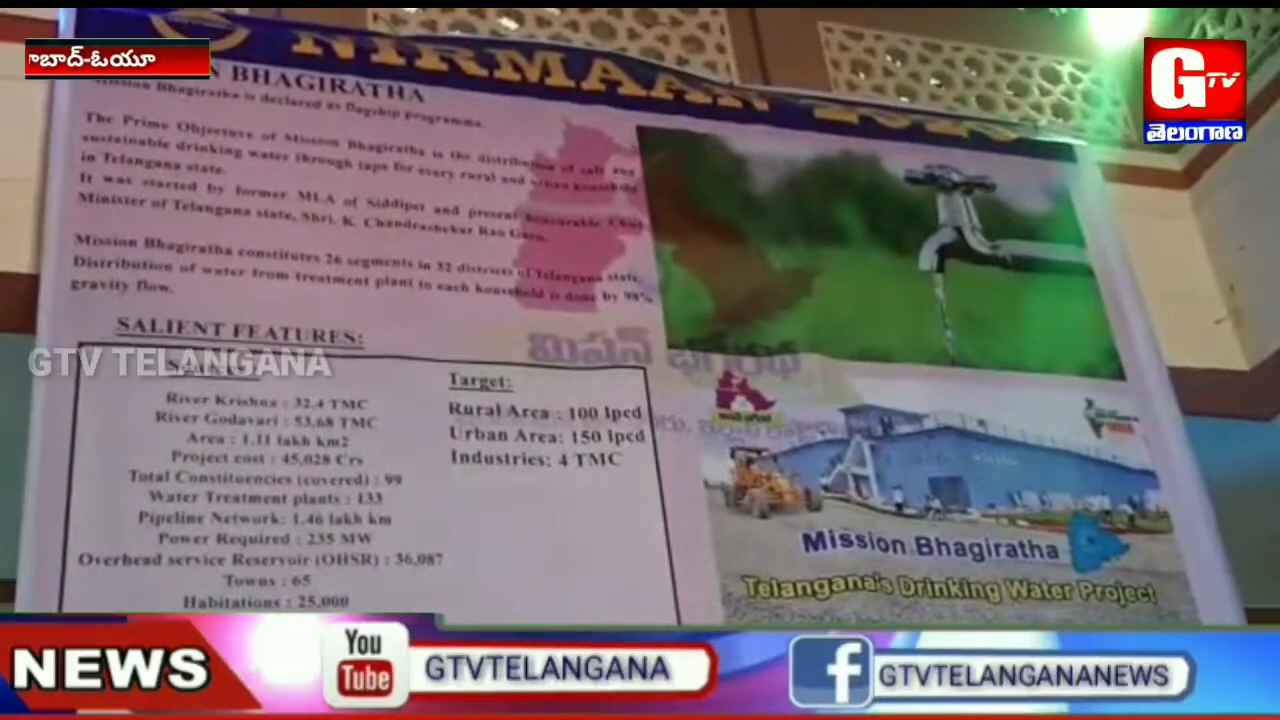 ాబాద్-ఓయూ
G TV
తెలంగాణ
NIRMAAN
BHAGIRATHA
Mission Bhagiratha is declared as flagship programme.
The Prime Objective of Mission Bhagiratha is the distribution of safe and
sustainable drinking water through taps for every rural and urban household
in Telangana state.
It was started by former MLA of Siddipet and present honourable Chief
Minister of Telangana state, Shri. K. Chandrashekar Rao Garu.
Mission Bhagiratha constitutes 26 segments in 32 districts of Telangana state.
Distribution of water from treatment plant to each household is done by 98%
gravity flow.
SALIENT FEATURES:
GTV TELANGANA
River Krishna : 32.4 TMC
River Godavari : 53.68 TMC
Area : 1.11 lakh km2
Project cost : 45,028 Crs
Total Constituencies (covered) : 99
Water Treatment plants : 133
Pipeline Network: 1.46 lakh km
Power Required : 235 MW
Overhead service Reservoir (OHSR) : 36,087
Towns : 65
Habitations : 25,000
Target:
Rural Area : 100 lpcd
Urban Area: 150 lpcd
Industries: 4 TMC
మిషన్ భగీరథ
Mission Bhagiratha
Telangana's Drinking Water Project
NEWS
You
Tube
GTVTELANGANA
f
GTVTELANGANANEWS